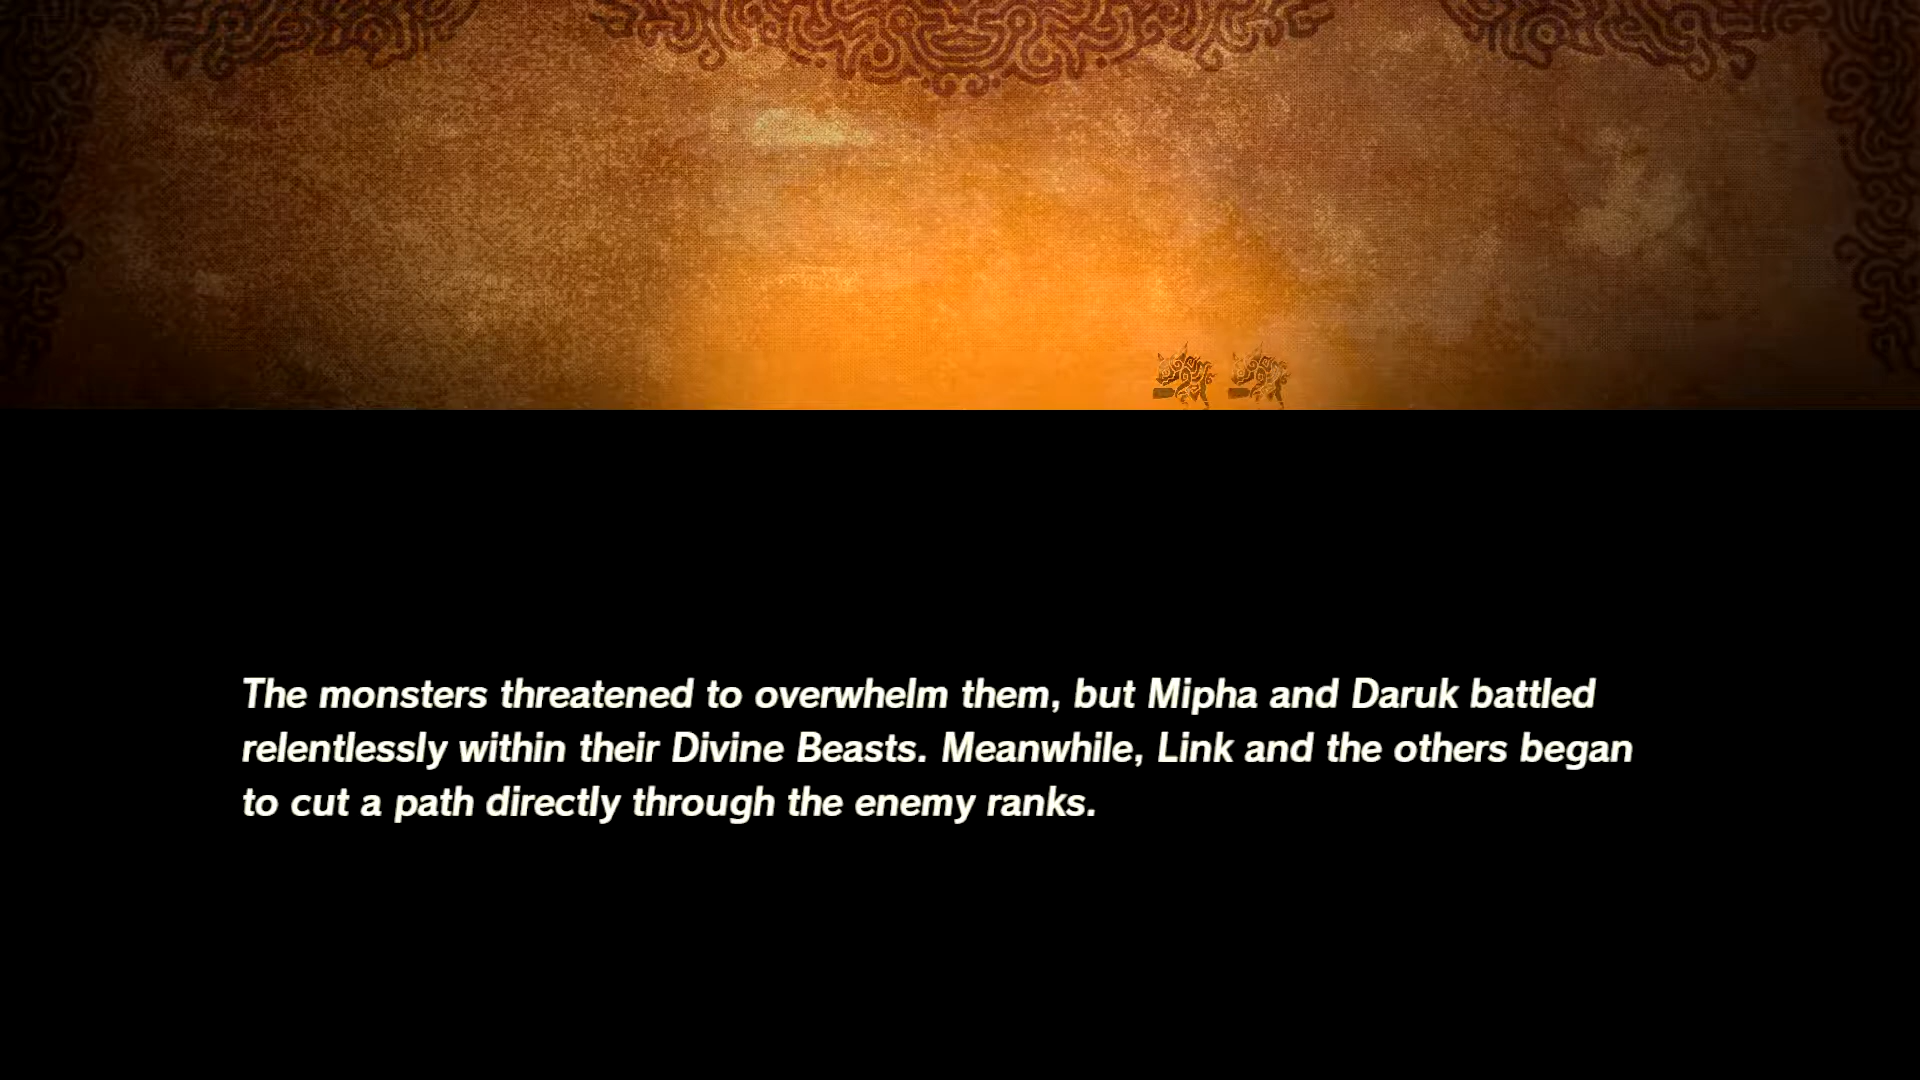 The monsters threatened to overwhelm them, but Mipha and Daruk battled
relentlessly within their Divine Beasts. Meanwhile, Link and the others began
to cut a path directly through the enemy ranks.